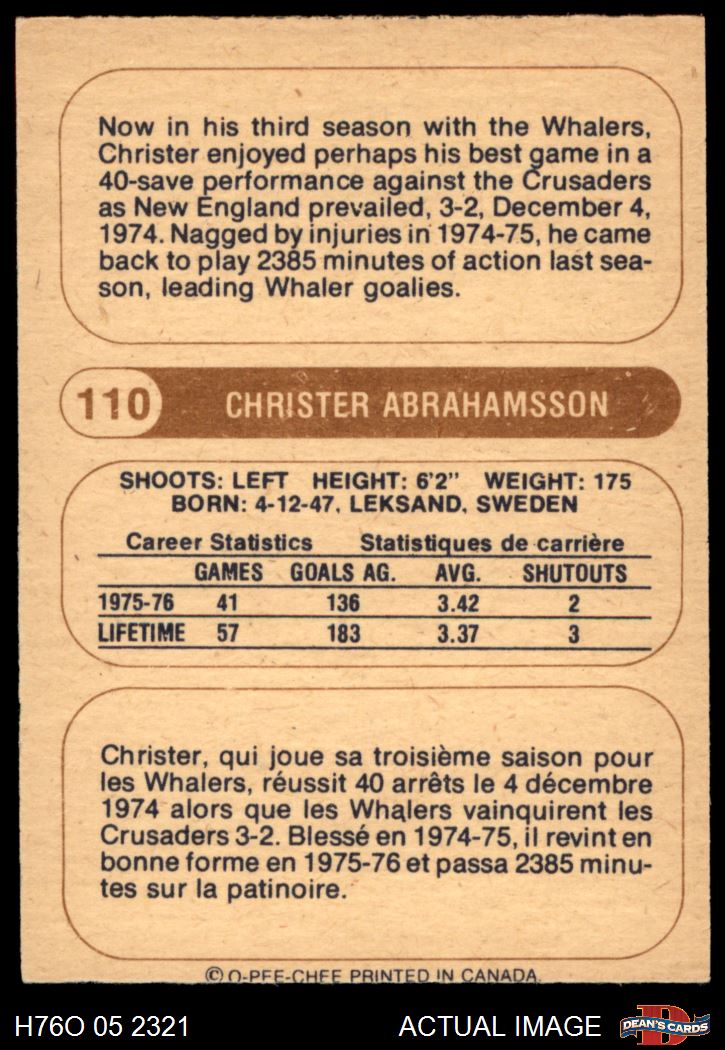 Now in his third season with the Whalers,
Christer enjoyed perhaps his best game in a
40-save performance against the Crusaders
as New England prevailed, 3-2, December 4,
1974. Nagged by injuries in 1974-75, he came
back to play 2385 minutes of action last sea-
son, leading Whaler goalies.
110 CHRISTER ABRAHAMSSON
SHOOTS: LEFT HEIGHT: 6'2" WEIGHT: 175
BORN: 4-12-47, LEKSAND, SWEDEN
Career Statistics Statistiques de carrière
GAMES GOALS AG. AVG. SHUTOUTS
1975-76 41 136 3.42 2
LIFETIME 57 183 3.37 3
Christer, qui joue sa troisième saison pour
les Whalers, réussit 40 arrêts le 4 décembre
1974 alors que les Whalers vainquirent les
Crusaders 3-2. Blessé en 1974-75, il revint en
bonne forme en 1975-76 et passa 2385 minu-
tes sur la patinoire.
© O-PEE-CHEE PRINTED IN CANADA.
H76O 05 2321 ACTUAL IMAGE D DEAN'S CARDS